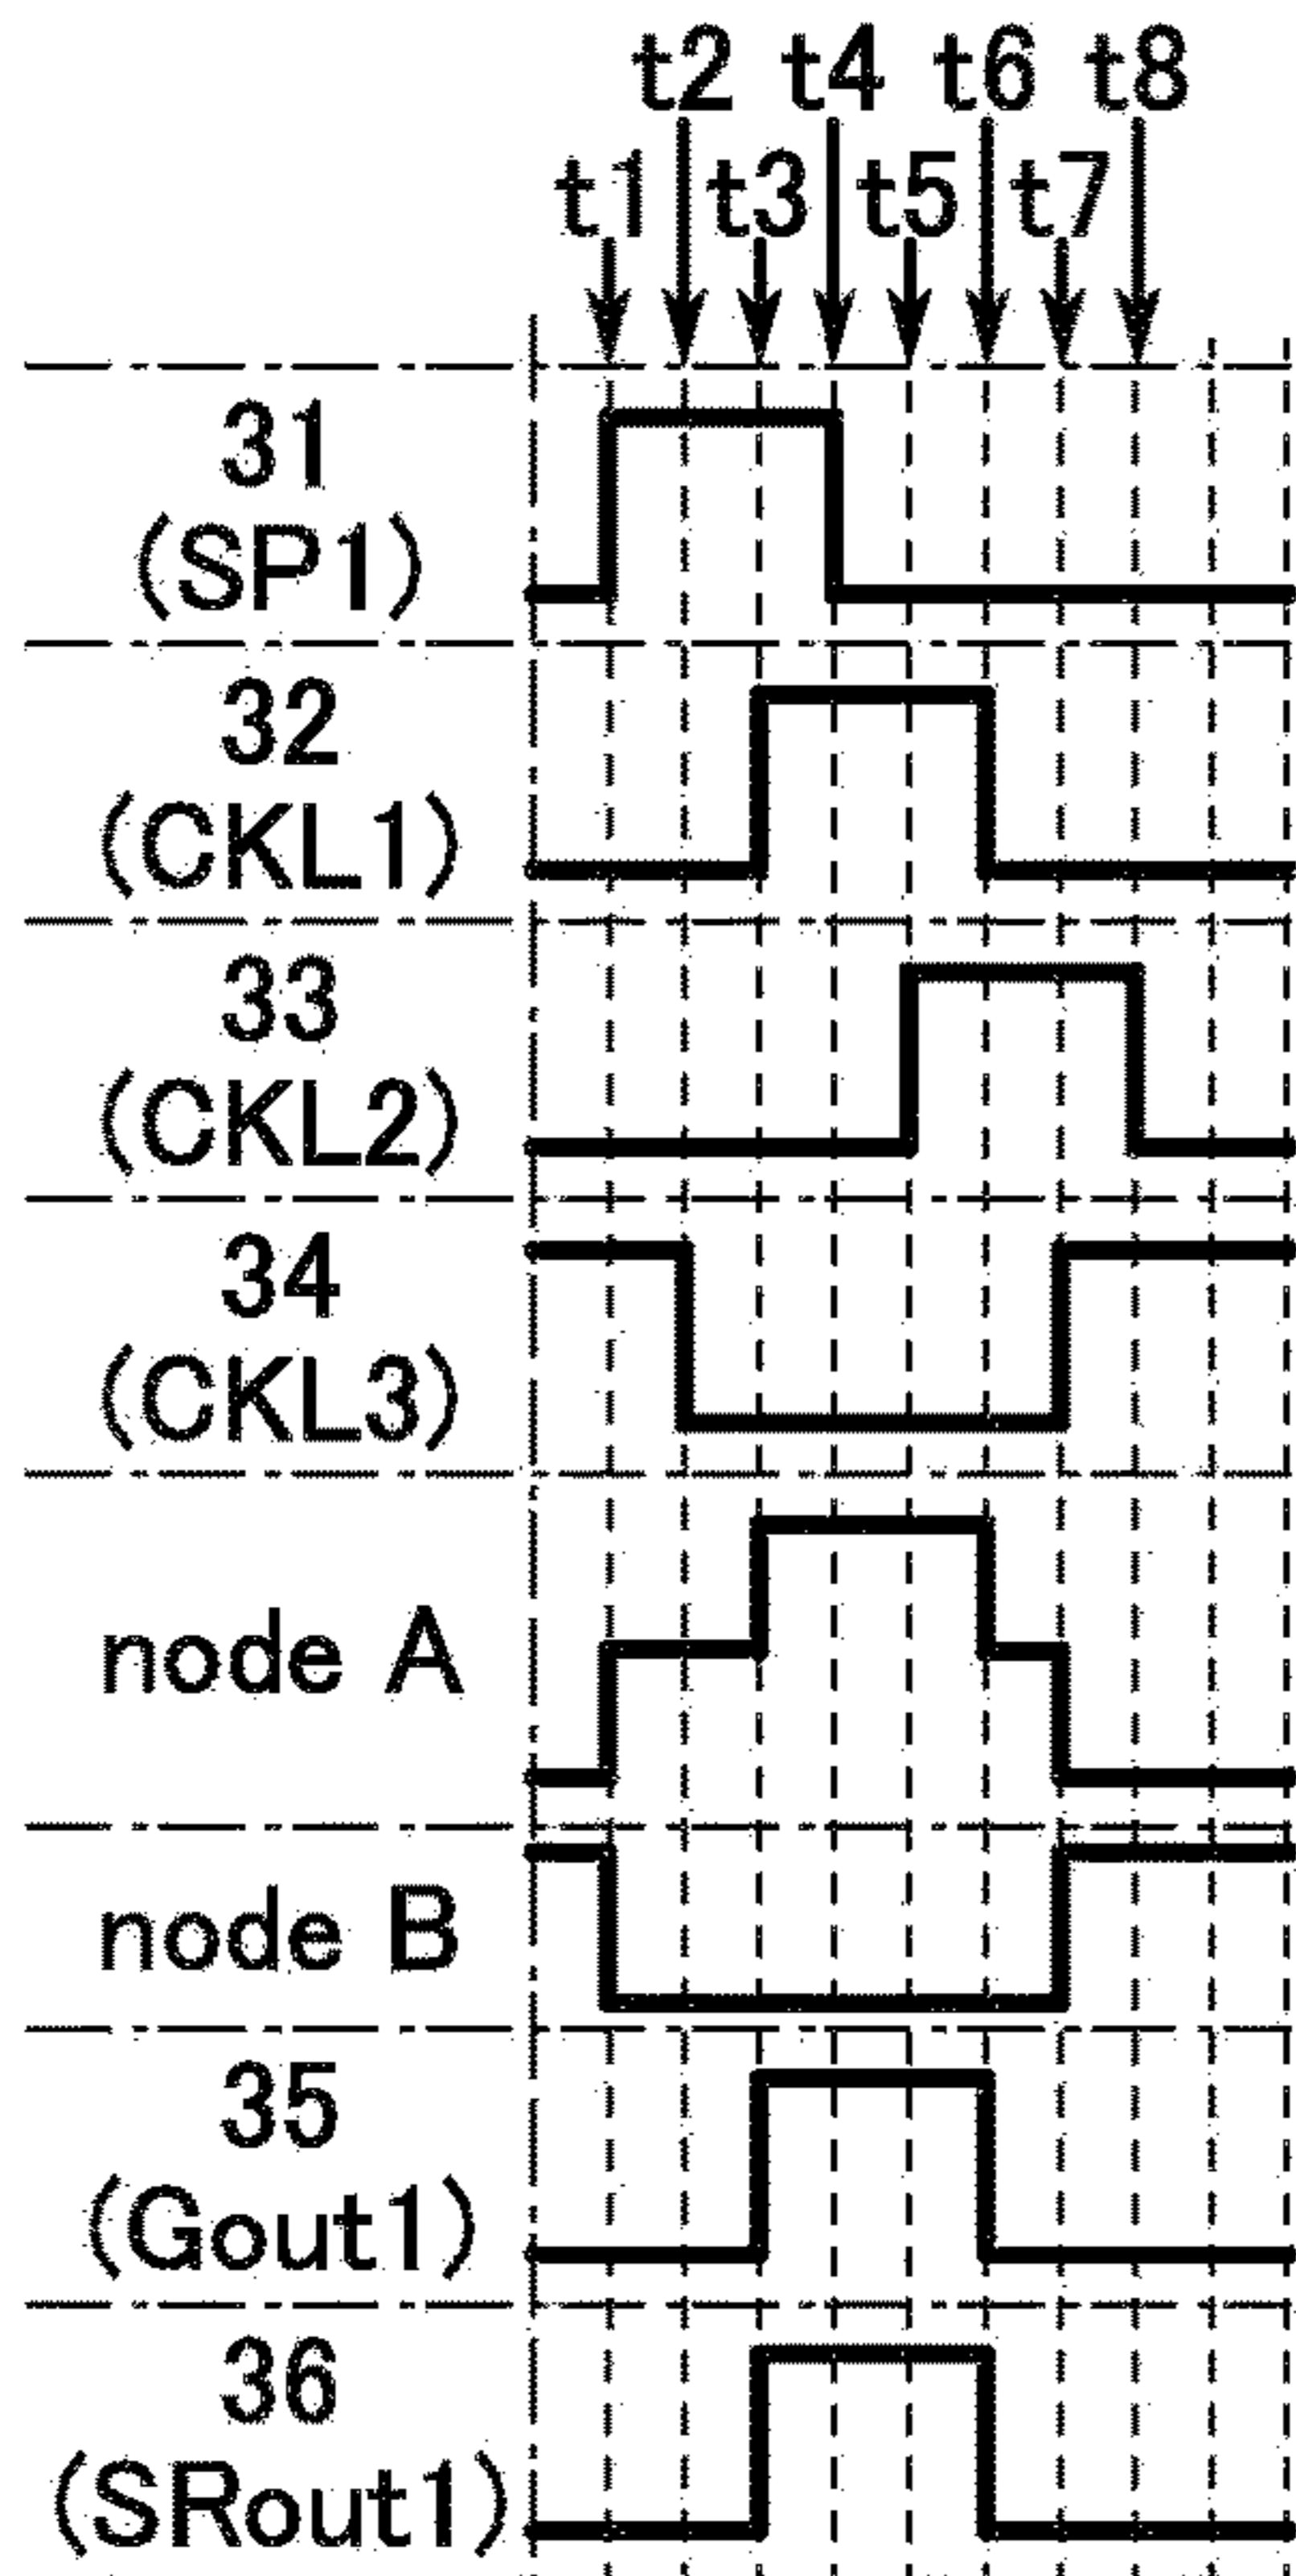 t2 t4 t6 t8
t1 t3 t5 t7
31
(SP1)
32
(CKL1)
33
(CKL2)
34
(CKL3)
node A
node B
35
(Gout1)
36
(SRout1)